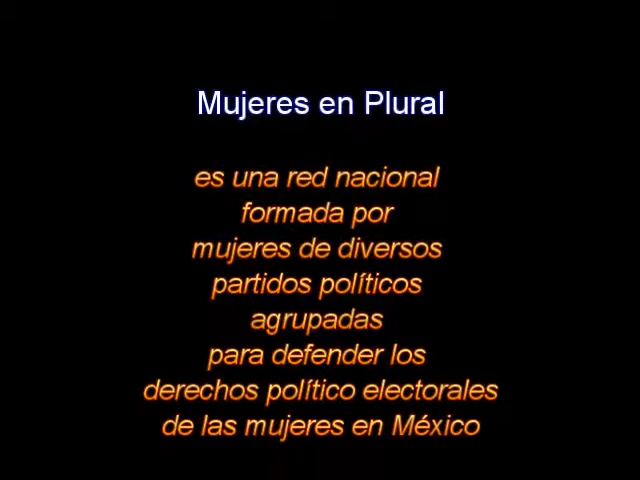 Mujeres en Plural
es una red nacional
formada por
mujeres de diversos
partidos políticos
agrupadas
para defender los
derechos político electorales
de las mujeres en México